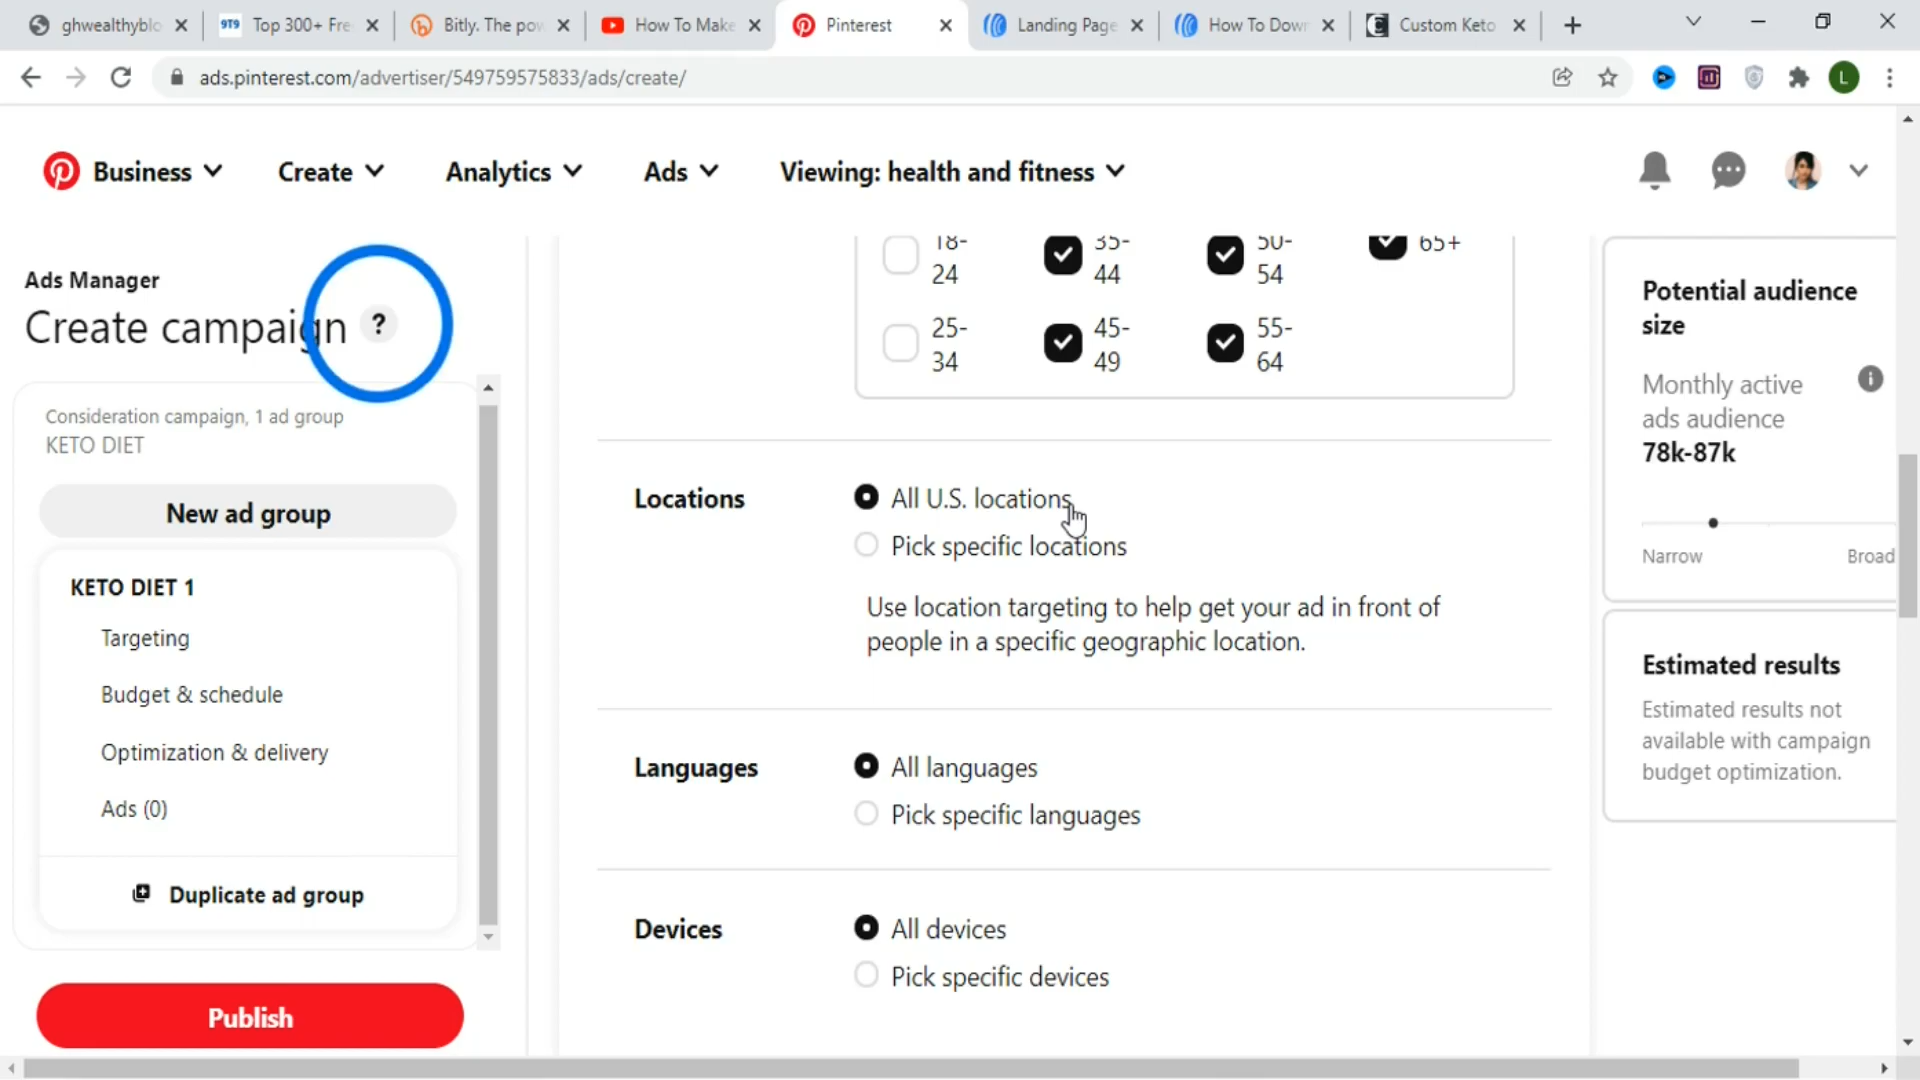 ghwealthyblo
9T9 Top 300+ Fre
Bitly. The pow
How To Make
Pinterest
Landing Page
How To Down
Custom Keto
ads.pinterest.com/advertiser/549759575833/ads/create/
L
Business
Create
Analytics
Ads
Viewing: health and fitness
Ads Manager
Create campaign ?
Consideration campaign, 1 ad group
KETO DIET
New ad group
KETO DIET 1
Targeting
Budget & schedule
Optimization & delivery
Ads (0)
Duplicate ad group
Publish
18-
24
35-
44
50-
54
65+
25-
34
45-
49
55-
64
Locations
All U.S. locations
Pick specific locations
Use location targeting to help get your ad in front of
people in a specific geographic location.
Languages
All languages
Pick specific languages
Devices
All devices
Pick specific devices
Potential audience
size
Monthly active
ads audience
78k-87k
Narrow
Broad
Estimated results
Estimated results not
available with campaign
budget optimization.